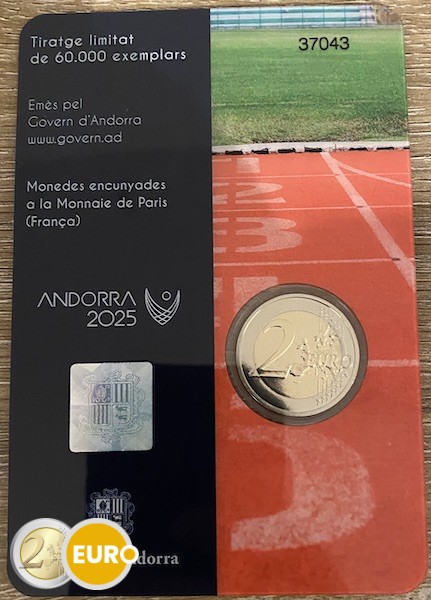 Tiratge limitat
de 60.000 exemplars
37043
Emès pel
Govern d'Andorra
www.govern.ad
Monedes encunyades
a la Monnaie de Paris
(França)
ANDORRA
2025
2 EURO
2 EURO